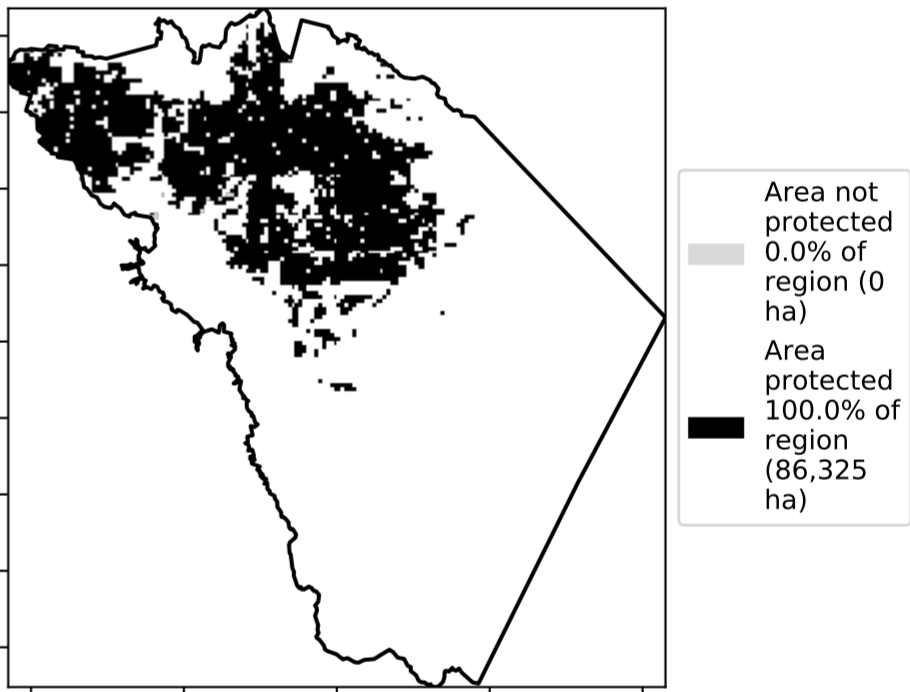 Area not
protected
0.0% of
region (0
ha)
Area
protected
100.0% of
region
(86,325
ha)